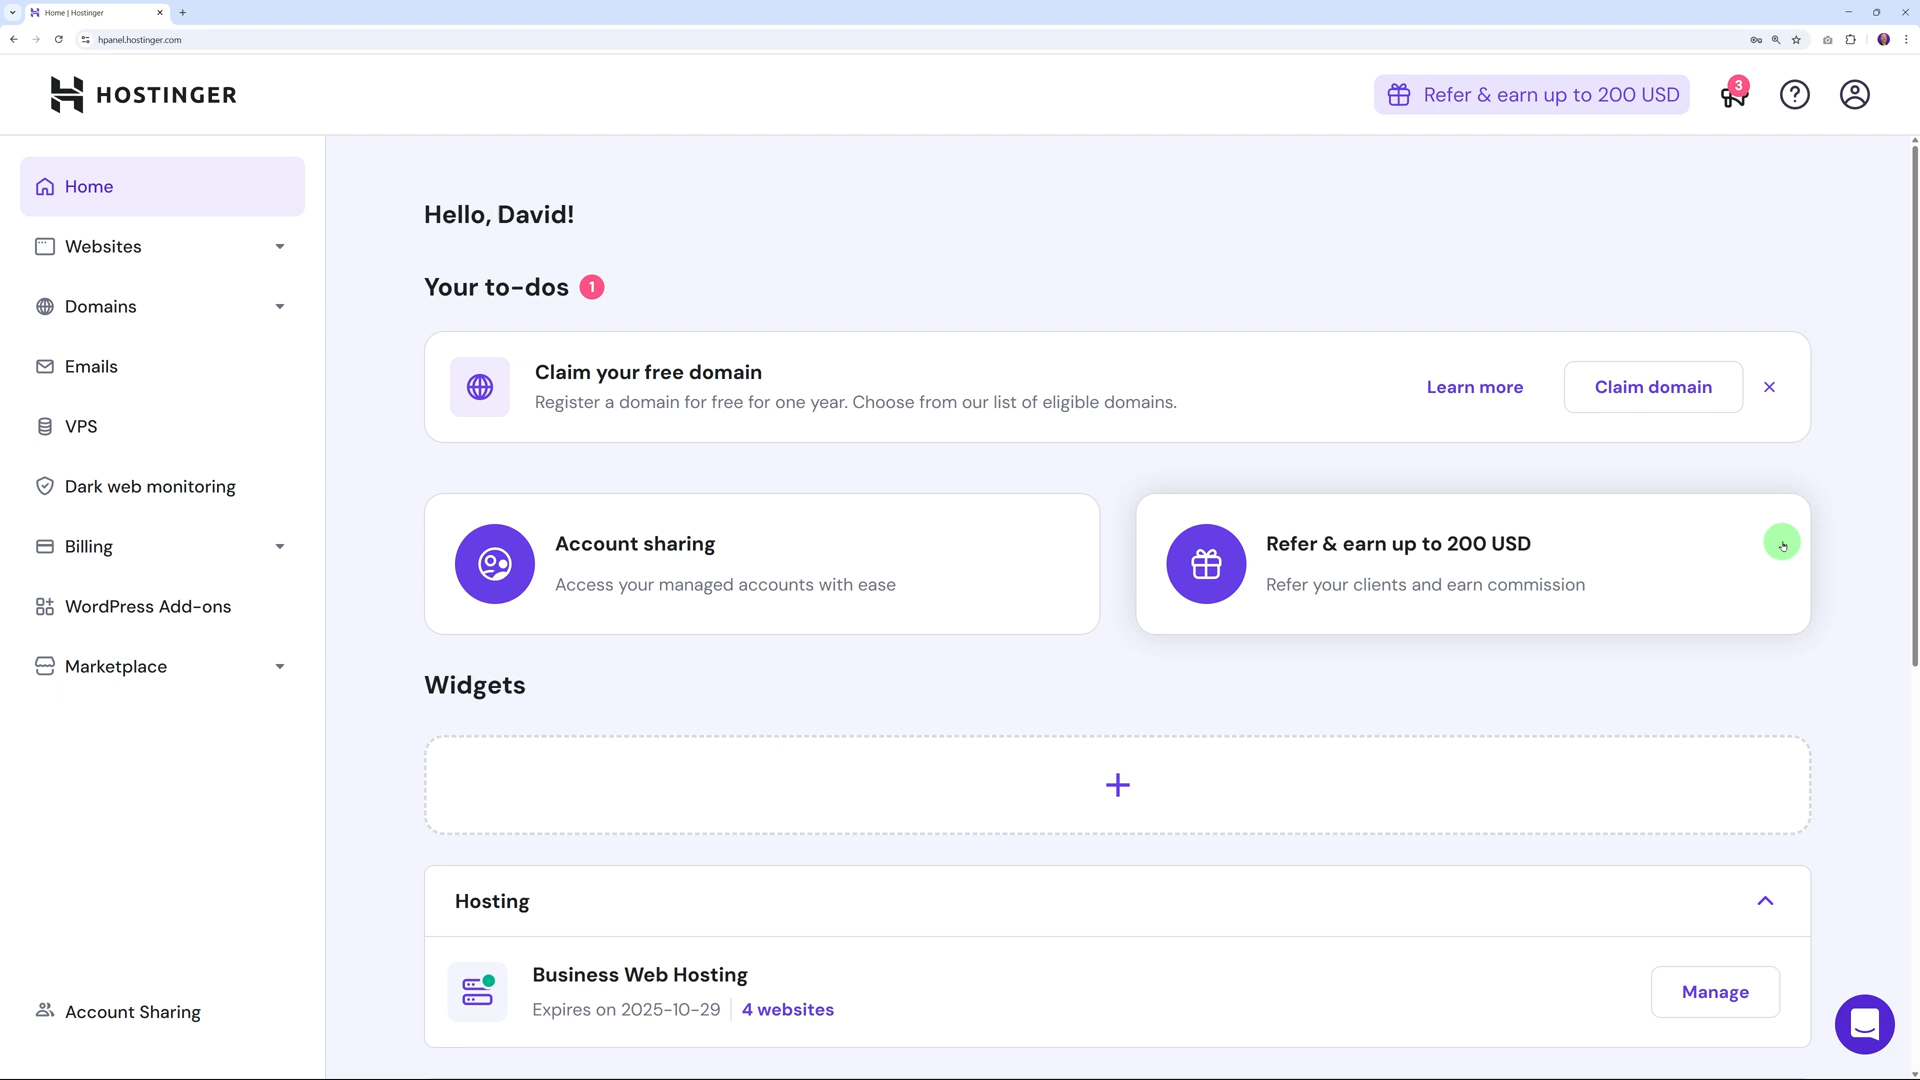 Home | Hostinger
hpanel.hostinger.com
HOSTINGER
Refer & earn up to 200 USD
3
Home
Websites
Domains
Emails
VPS
Dark web monitoring
Billing
WordPress Add-ons
Marketplace
Account Sharing
Hello, David!
Your to-dos 1
Claim your free domain
Register a domain for free for one year. Choose from our list of eligible domains.
Learn more
Claim domain
Account sharing
Access your managed accounts with ease
Refer & earn up to 200 USD
Refer your clients and earn commission
Widgets
Hosting
Business Web Hosting
Expires on 2025-10-29 4 websites
Manage